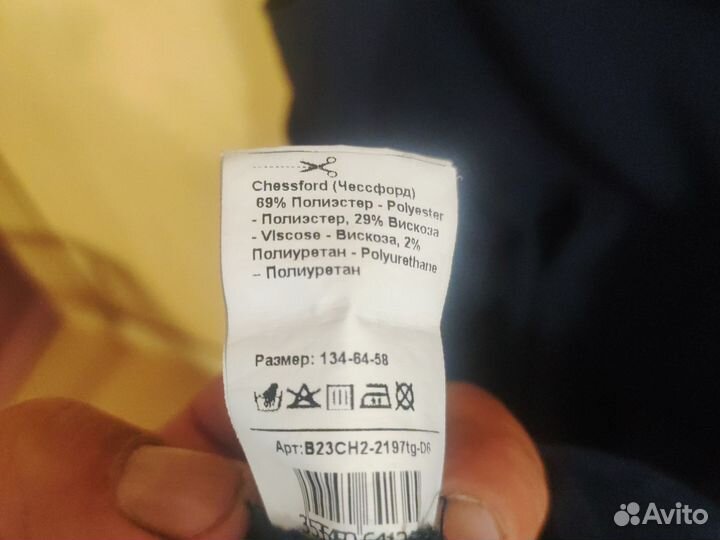 Chessford (Чессфорд)
69% Полиэстер - Polyester
- Полиэстер, 29% Вискоза
- VIscose - Вискоза, 2%
Полиуретан - Polyurethane
- Полиуретан
Размер: 134-64-58
Арт:B23CH2-2197tg-D6
Avito